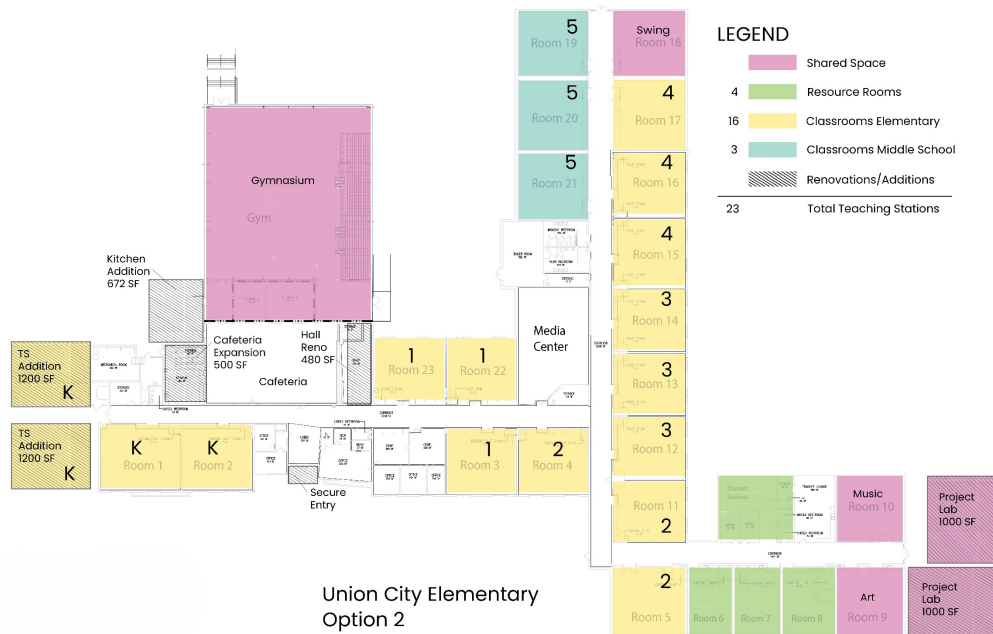 5
Room 19
Swing
Room 18
LEGEND
Shared Space
4 Resource Rooms
16 Classrooms Elementary
3 Classrooms Middle School
Renovations/Additions
23 Total Teaching Stations
5
Room 20
4
Room 17
5
Room 21
4
Room 16
Gymnasium
Gym
4
Room 15
Kitchen
Addition
672 SF
3
Room 14
Media
Center
Cafeteria
Expansion
500 SF
Hall
Reno
480 SF
Cafeteria
TS
Addition
1200 SF
K
1
Room 23
1
Room 22
3
Room 13
CORRIDOR
TS
Addition
1200 SF
K
K
Room 1
K
Room 2
1
Room 3
2
Room 4
3
Room 12
OFFICE
LOBBY
Secure
Entry
Room 11
2
Student
Success
Music
Room 10
Project
Lab
1000 SF
CORRIDOR
2
Room 5
Room 6
Room 7
Room 8
Art
Room 9
Project
Lab
1000 SF
Union City Elementary
Option 2